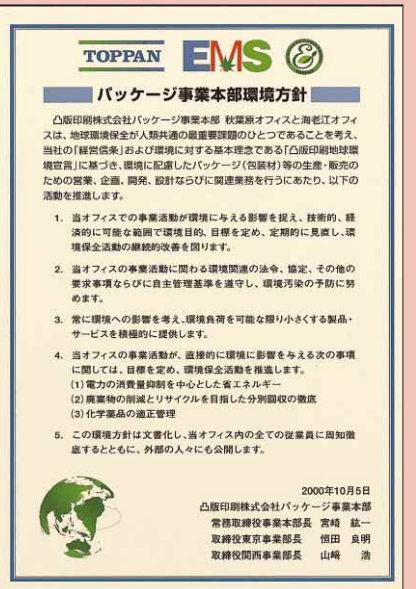 TOPPAN EMS
パッケージ事業本部環境方針
凸版印刷株式会社パッケージ事業本部 秋葉原オフィスと海老江オフィ
スは、地球環境保全が人類共通の最重要課題のひとつであることを考え、
当社の「経営信条」および環境に対する基本理念である「凸版印刷地球環
境宣言」に基づき、環境に配慮したパッケージ(包装材)等の生産・販売の
ための営業、企画、開発、設計ならびに関連業務を行うにあたり、以下の
活動を推進します。
1. 当オフィスでの事業活動が環境に与える影響を捉え、技術的、経
済的に可能な範囲で環境目的、目標を定め、定期的に見直し、環
境保全活動の継続的改善を図ります。
2. 当オフィスの事業活動に関わる環境関連の法令、協定、その他の
要求事項ならびに自主管理基準を遵守し、環境汚染の予防に努
めます。
3. 常に環境への影響を考え、環境負荷を可能な限り小さくする製品・
サービスを積極的に提供します。
4. 当オフィスの事業活動が、直接的に環境に影響を与える次の事項
に関しては、目標を定め、環境保全活動を推進します。
(1)電力の消費量抑制を中心とした省エネルギー
(2)廃棄物の削減とリサイクルを目指した分別回収の徹底
(3)化学薬品の適正管理
5. この環境方針は文書化し、当オフィス内の全ての従業員に周知徹
底するとともに、外部の人々にも公開します。
2000年10月5日
凸版印刷株式会社パッケージ事業本部
常務取締役事業本部長 宮崎 紘一
取締役東京事業部長 恒田 良明
取締役関西事業部長 山﨑 浩